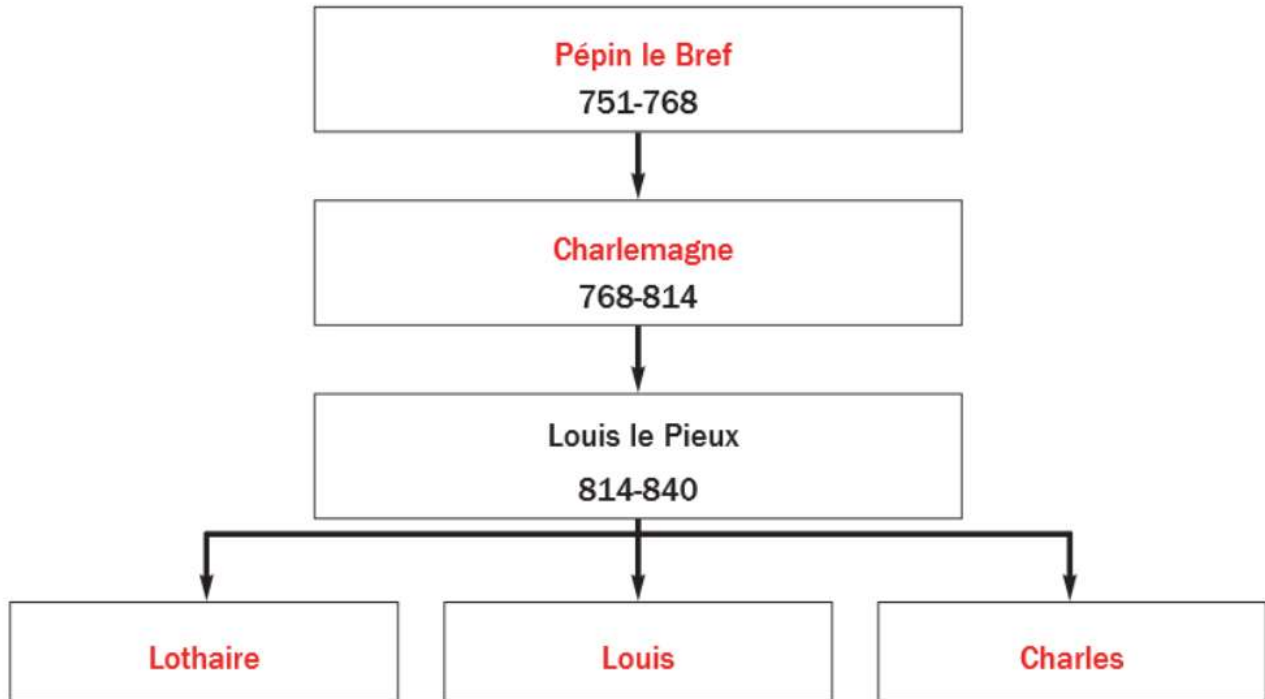 Pépin le Bref
751-768
Charlemagne
768-814
Louis le Pieux
814-840
Lothaire
Louis
Charles